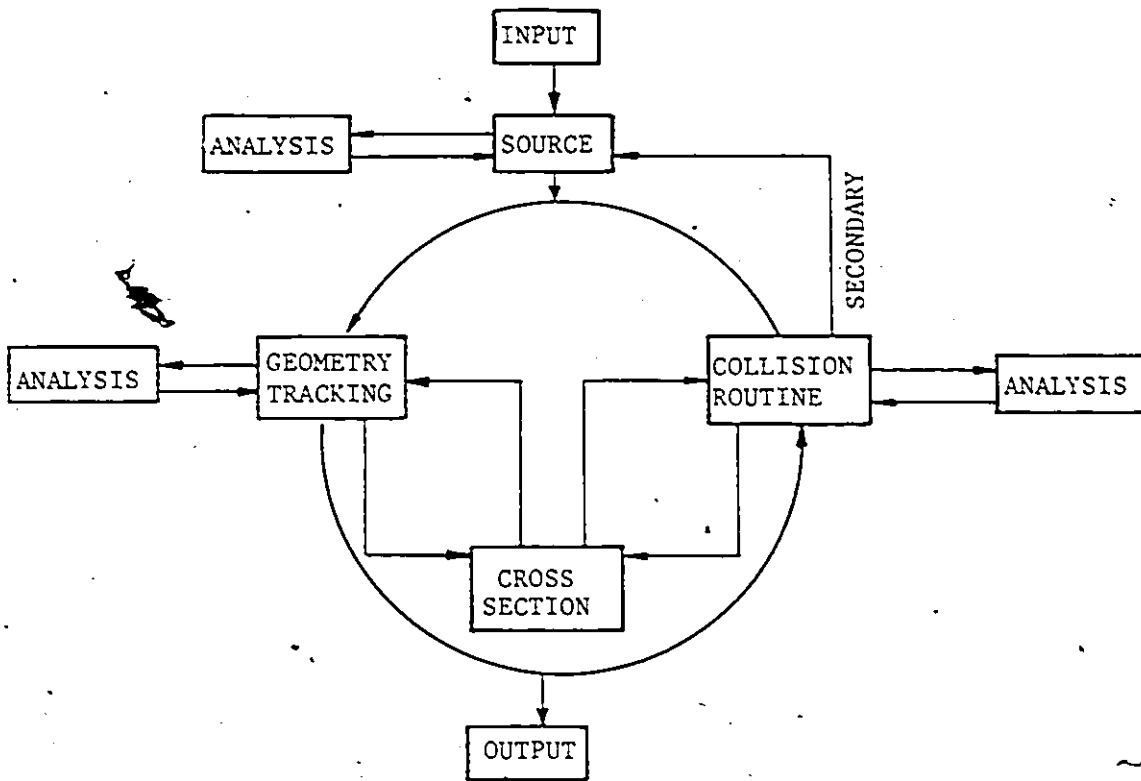 INPUT
ANALYSIS
SOURCE
SECONDARY
ANALYSIS
GEOMETRY
TRACKING
COLLISION
ROUTINE
ANALYSIS
CROSS
SECTION
OUTPUT